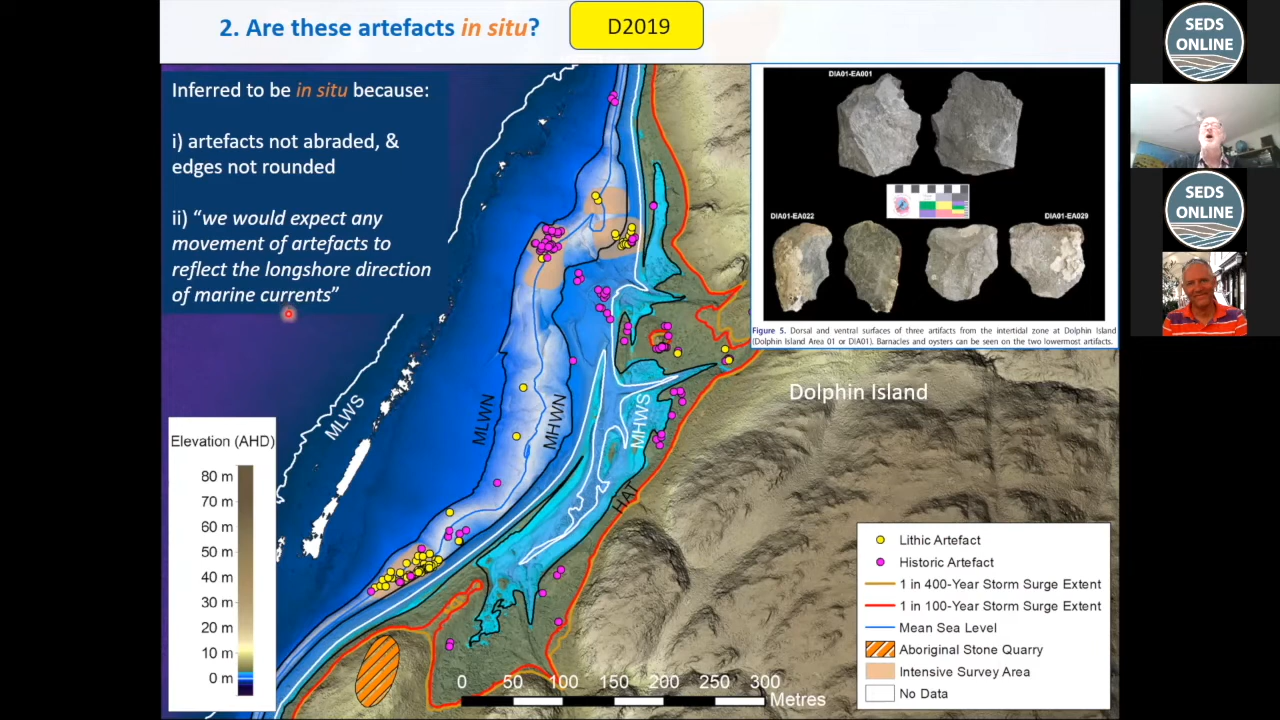 2. Are these artefacts in situ?
D2019
Inferred to be in situ because:
i) artefacts not abraded, &
edges not rounded
ii) "we would expect any
movement of artefacts to
reflect the longshore direction
of marine currents"
DIA01-EA001
DIA01-EA022
DIA01-EA029
Figure 5. Dorsal and ventral surfaces of three artifacts from the intertidal zone at Dolphin Island
(Dolphin Island Area 01 or DIA01). Barnacles and oysters can be seen on the two lowermost artifacts.
Dolphin Island
MLWS
MLWN
MHWN
MHWS
HAT
Elevation (AHD)
80 m
70 m
60 m
50 m
40 m
30 m
20 m
10 m
0 m
0 50 100 150 200 250 300
Metres
Lithic Artefact
Historic Artefact
1 in 400-Year Storm Surge Extent
1 in 100-Year Storm Surge Extent
Mean Sea Level
Aboriginal Stone Quarry
Intensive Survey Area
No Data
SEDS
ONLINE
SEDS
ONLINE